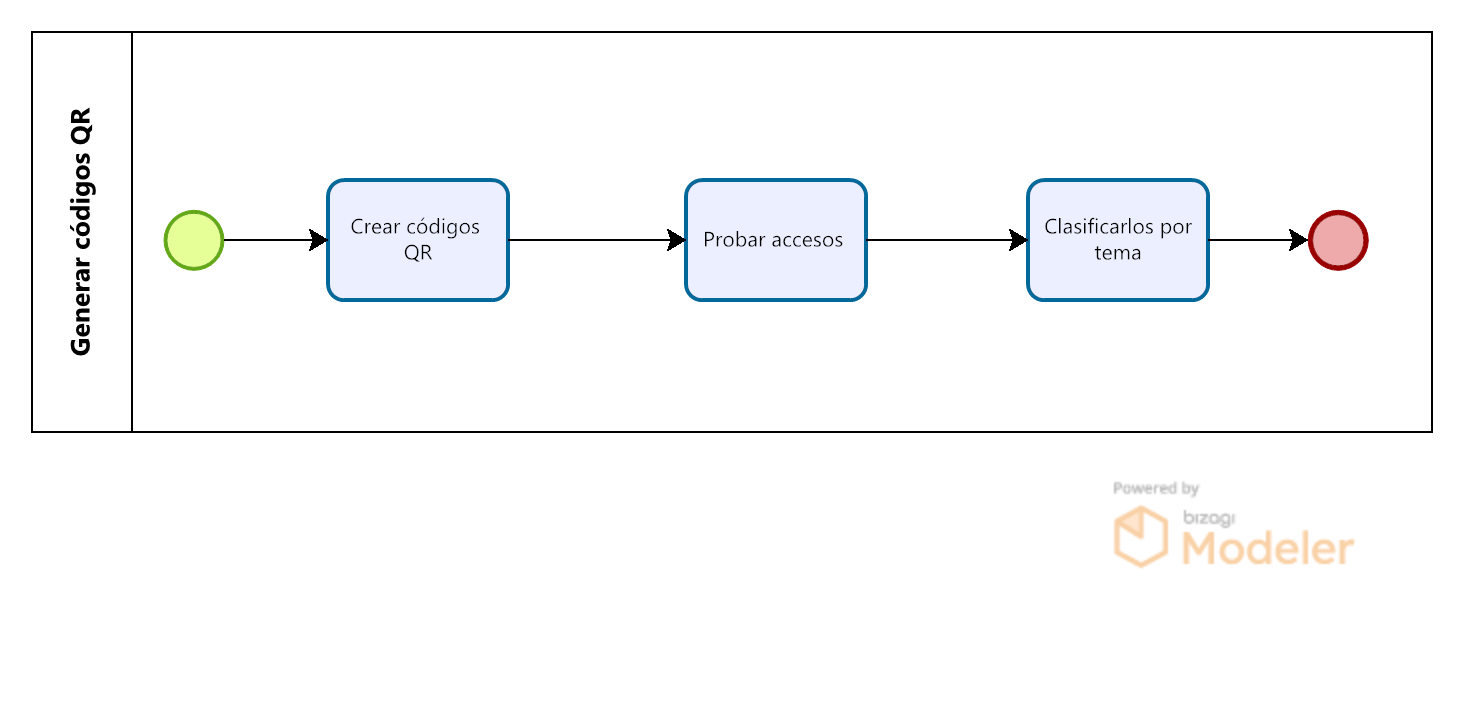 Generar códigos QR
Crear códigos
QR
Probar accesos
Clasificarlos por
tema
Powered by
bizagi
Modeler